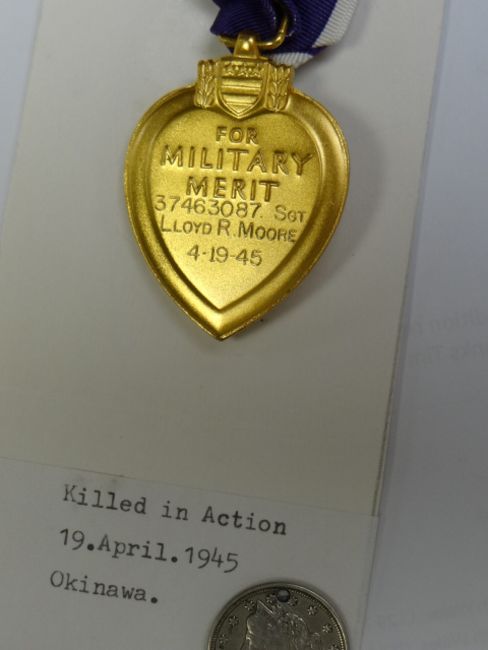 FOR
MILITARY
MERIT
37463087. SGT
LLOYD R. MOORE
4-19-45
Killed in Action
19.April.1945
Okinawa.